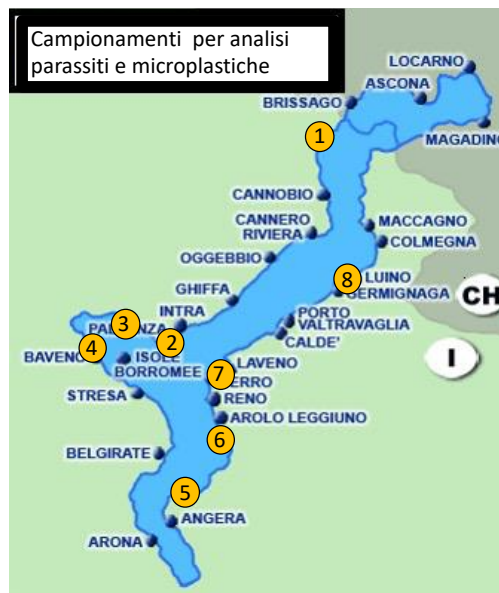 Campionamenti per analisi
parassiti e microplastiche
LOCARNO
ASCONA
BRISSAGO
MAGADINO
1
CANNOBIO
CANNERO
RIVIERA
MACCAGNO
COLMEGNA
OGGEBBIO
8
LUINO
GERMIGNAGA
CH
GHIFFA
INTRA
3
PORTO
VALTRAVAGLIA
2
CALDE'
4
BAVENO
ISOLE
BORROMEE
I
LAVENO
7
STRESA
RENO
AROLO LEGGIUNO
6
BELGIRATE
5
ANGERA
ARONA